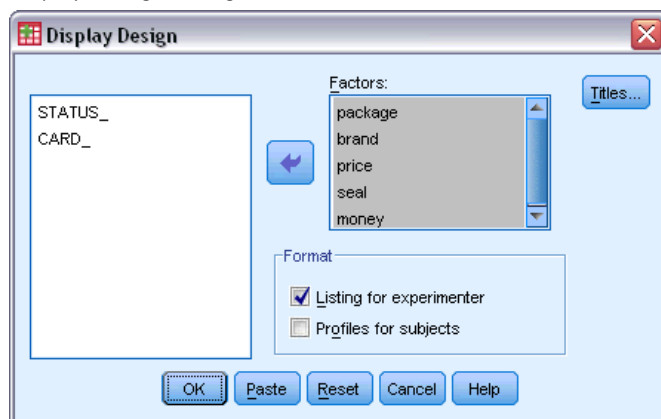 Display Design
STATUS_
CARD_
Factors:
package
brand
price
seal
money
Titles...
Format
Listing for experimenter
Profiles for subjects
OK
Paste
Reset
Cancel
Help